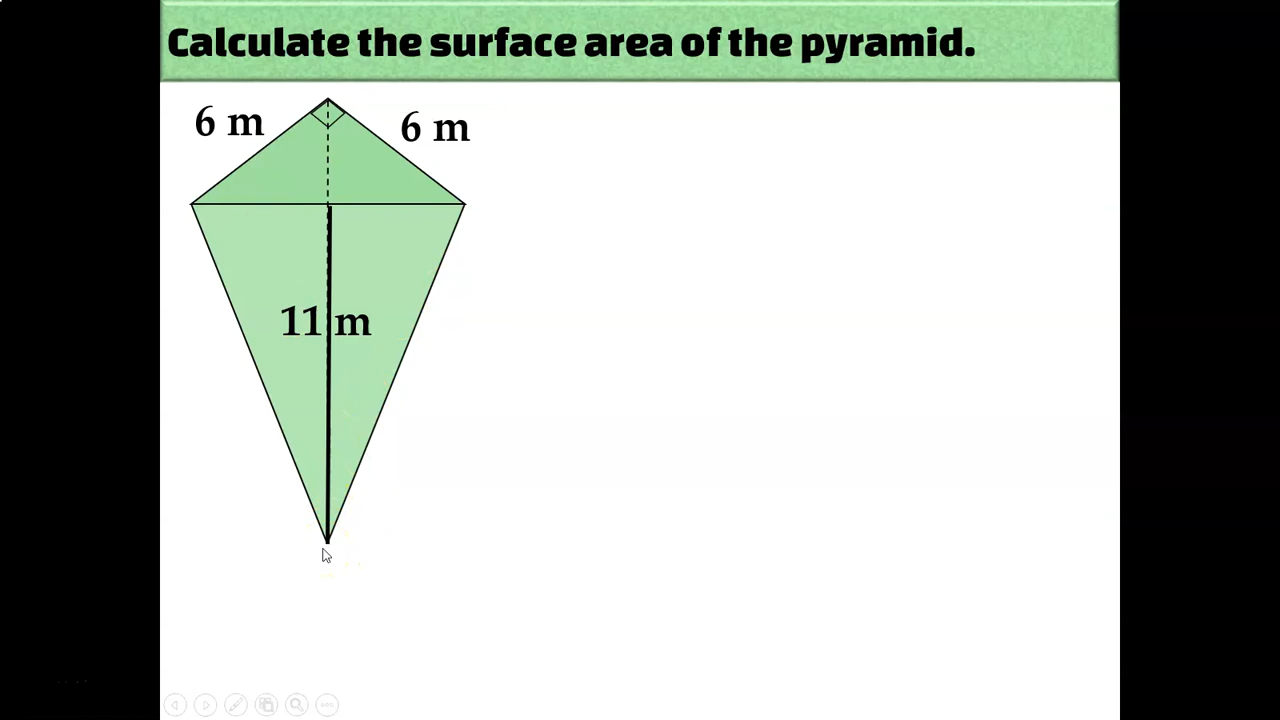 Calculate the surface area of the pyramid.
6 m
6 m
11 m